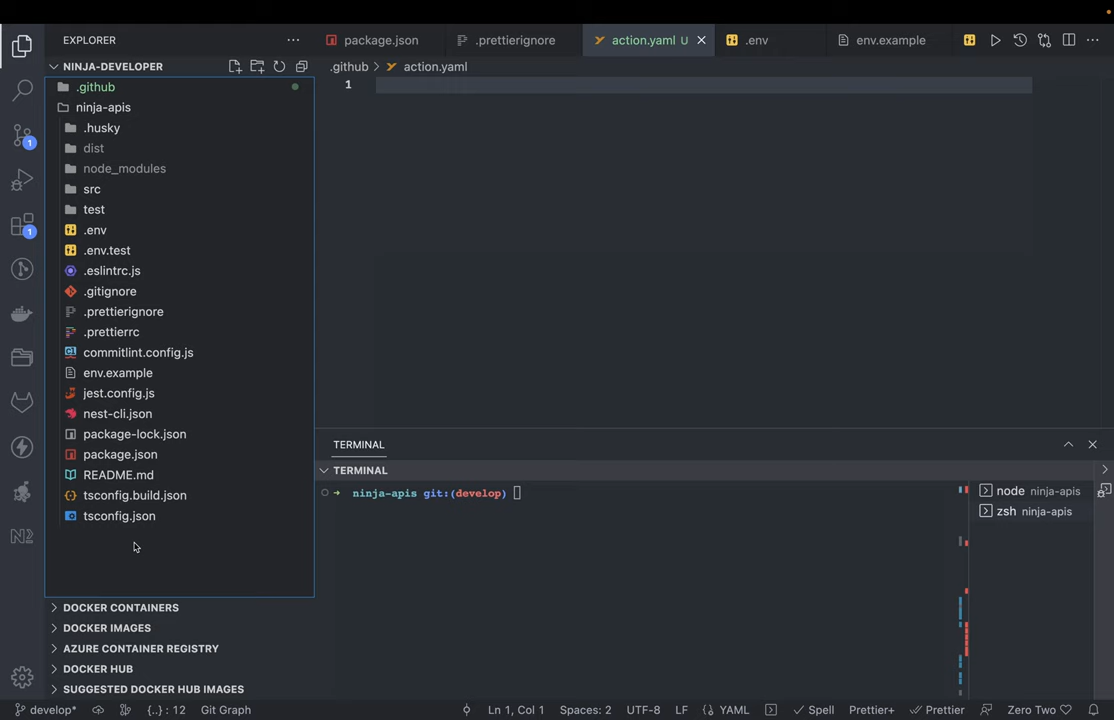 EXPLORER
NINJA-DEVELOPER
.github
ninja-apis
.husky
dist
node_modules
src
test
.env
.env.test
.eslintrc.js
.gitignore
.prettierignore
.prettierrc
commitlint.config.js
env.example
jest.config.js
nest-cli.json
package-lock.json
package.json
README.md
tsconfig.build.json
tsconfig.json
DOCKER CONTAINERS
DOCKER IMAGES
AZURE CONTAINER REGISTRY
DOCKER HUB
SUGGESTED DOCKER HUB IMAGES
package.json .prettierignore action.yaml U .env env.example
.github > action.yaml
1
TERMINAL
TERMINAL
ninja-apis git:(develop)
node ninja-apis
zsh ninja-apis
1
1
N2
develop* {..} : 12 Git Graph Ln 1, Col 1 Spaces: 2 UTF-8 LF YAML Spell Prettier+ Prettier Zero Two